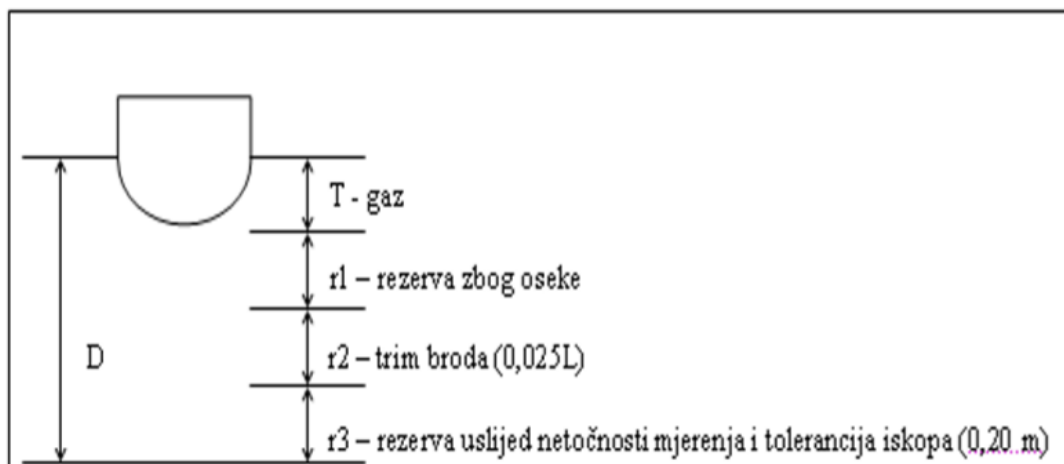 T - gaz
r1 – rezerva zbog oseke
D
r2 – trim broda (0,025L)
r3 – rezerva uslijed netočnosti mjerenja i tolerancija iskopa (0,20 m)